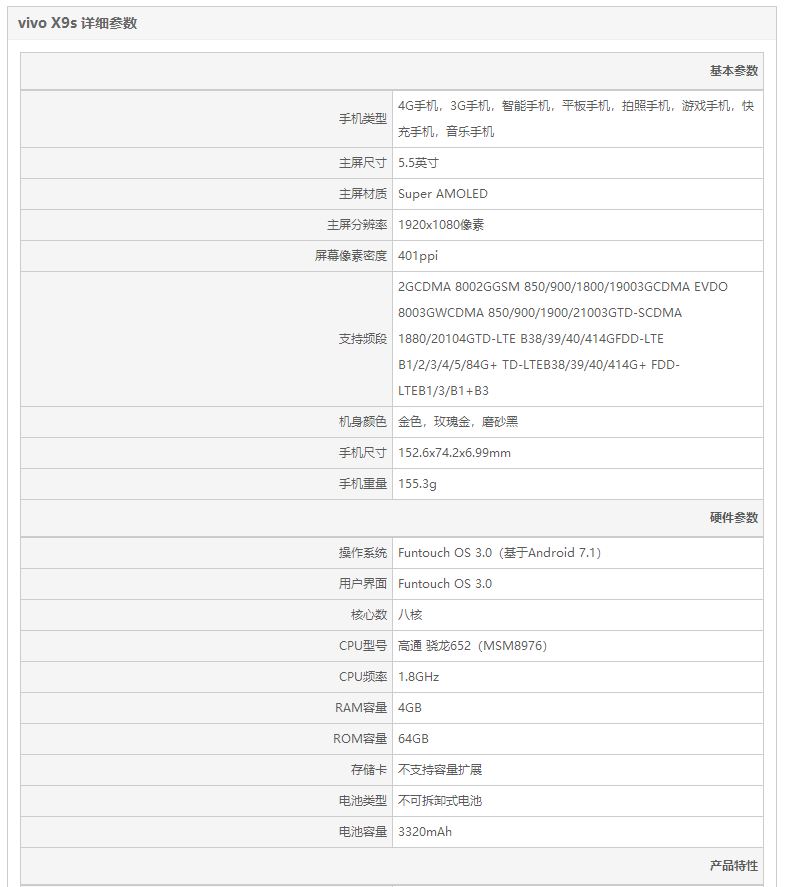 vivo X9s 详细参数
基本参数
手机类型
4G手机，3G手机，智能手机，平板手机，拍照手机，游戏手机，快
充手机，音乐手机
主屏尺寸 5.5英寸
主屏材质 Super AMOLED
主屏分辨率 1920x1080像素
屏幕像素密度 401ppi
支持频段
2GCDMA 8002GGSM 850/900/1800/19003GCDMA EVDO
8003GWCDMA 850/900/1900/21003GTD-SCDMA
1880/20104GTD-LTE B38/39/40/414GFDD-LTE
B1/2/3/4/5/84G+ TD-LTEB38/39/40/414G+ FDD-
LTEB1/3/B1+B3
机身颜色 金色，玫瑰金，磨砂黑
手机尺寸 152.6x74.2x6.99mm
手机重量 155.3g
硬件参数
操作系统 Funtouch OS 3.0（基于Android 7.1）
用户界面 Funtouch OS 3.0
核心数 八核
CPU型号 高通 骁龙652（MSM8976）
CPU频率 1.8GHz
RAM容量 4GB
ROM容量 64GB
存储卡 不支持容量扩展
电池类型 不可拆卸式电池
电池容量 3320mAh
产品特性